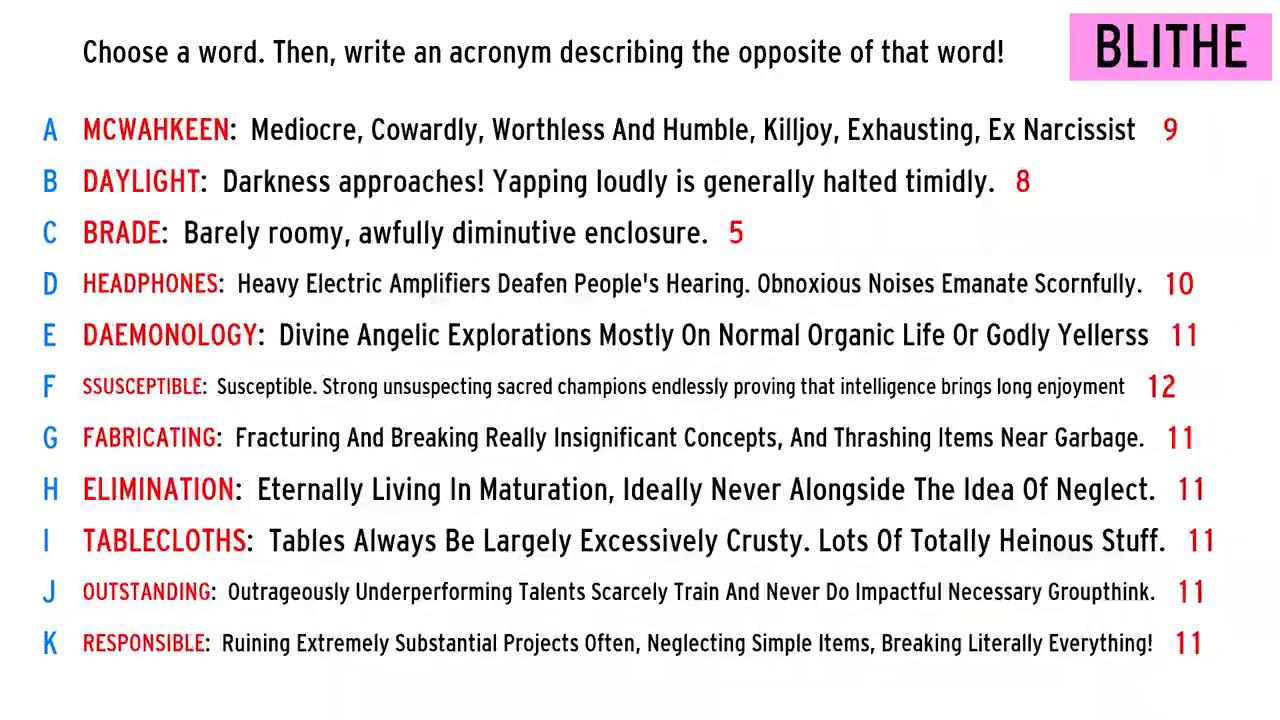 Choose a word. Then, write an acronym describing the opposite of that word!
BLITHE
A MCWAHKEEN: Mediocre, Cowardly, Worthless And Humble, Killjoy, Exhausting, Ex Narcissist 9
B DAYLIGHT: Darkness approaches! Yapping loudly is generally halted timidly. 8
C BRADE: Barely roomy, awfully diminutive enclosure. 5
D HEADPHONES: Heavy Electric Amplifiers Deafen People's Hearing. Obnoxious Noises Emanate Scornfully. 10
E DAEMONOLOGY: Divine Angelic Explorations Mostly On Normal Organic Life Or Godly Yellerss 11
F SSUSCEPTIBLE: Susceptible. Strong unsuspecting sacred champions endlessly proving that intelligence brings long enjoyment 12
G FABRICATING: Fracturing And Breaking Really Insignificant Concepts, And Thrashing Items Near Garbage. 11
H ELIMINATION: Eternally Living In Maturation, Ideally Never Alongside The Idea Of Neglect. 11
I TABLECLOTHS: Tables Always Be Largely Excessively Crusty. Lots Of Totally Heinous Stuff. 11
J OUTSTANDING: Outrageously Underperforming Talents Scarcely Train And Never Do Impactful Necessary Groupthink. 11
K RESPONSIBLE: Ruining Extremely Substantial Projects Often, Neglecting Simple Items, Breaking Literally Everything! 11